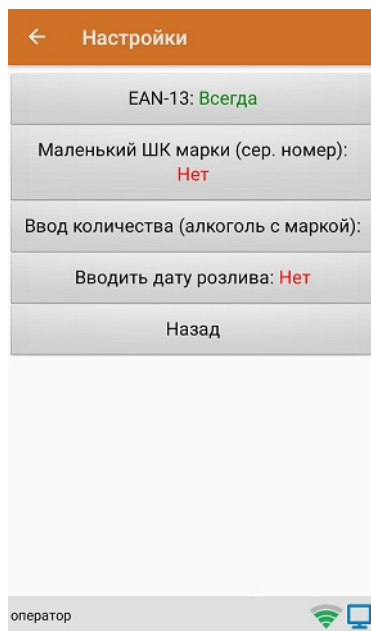 Настройки
EAN-13: Всегда
Маленький ШК марки (сер. номер):
Нет
Ввод количества (алкоголь с маркой):
Вводить дату розлива: Нет
Назад
оператор